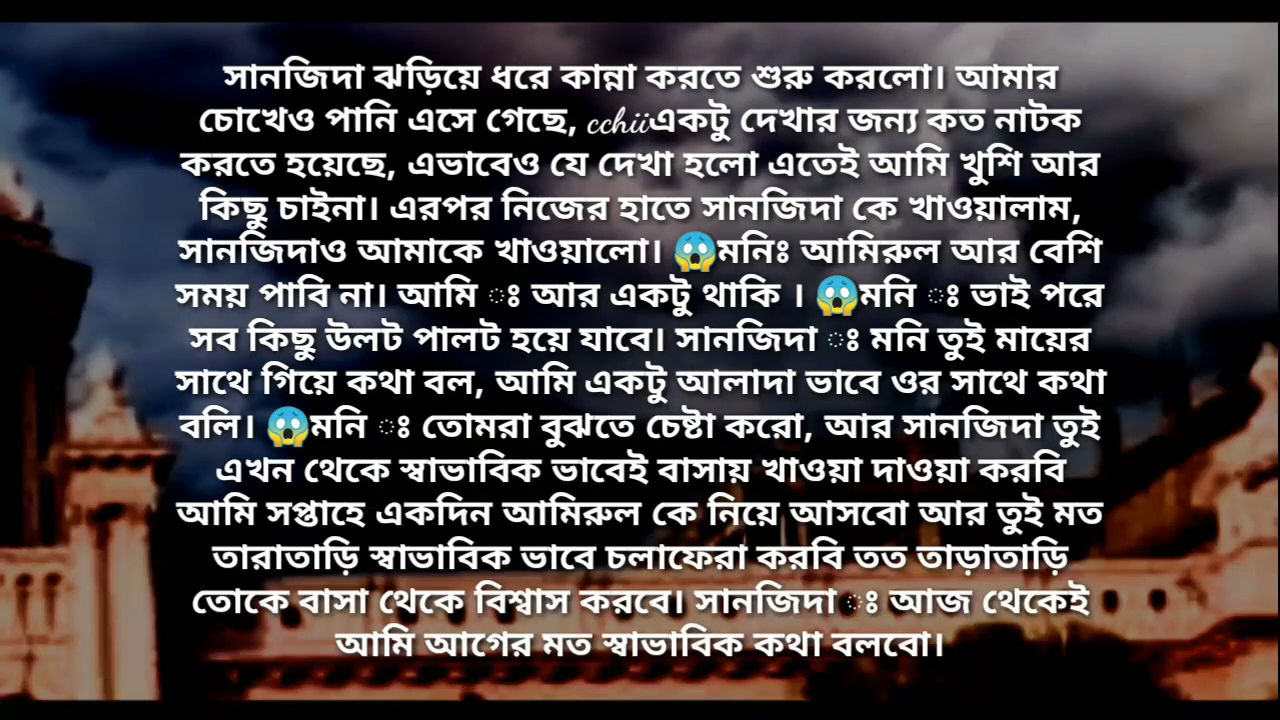 সানজিদা ঝড়িয়ে ধরে কান্না করতে শুরু করলো। আমার
চোখেও পানি এসে গেছে, cchiiএকটু দেখার জন্য কত নাটক
করতে হয়েছে, এভাবেও যে দেখা হলো এতেই আমি খুশি আর
কিছু চাইনা। এরপর নিজের হাতে সানজিদা কে খাওয়ালাম,
সানজিদাও আমাকে খাওয়ালো। 😱মনিঃ আমিরুল আর বেশি
সময় পাবি না। আমি ঃ আর একটু থাকি । 😱মনি ঃ ভাই পরে
সব কিছু উলট পালট হয়ে যাবে। সানজিদা ঃ মনি তুই মায়ের
সাথে গিয়ে কথা বল, আমি একটু আলাদা ভাবে ওর সাথে কথা
বলি। 😱মনি ঃ তোমরা বুঝতে চেষ্টা করো, আর সানজিদা তুই
এখন থেকে স্বাভাবিক ভাবেই বাসায় খাওয়া দাওয়া করবি
আমি সপ্তাহে একদিন আমিরুল কে নিয়ে আসবো আর তুই মত
তারাতাড়ি স্বাভাবিক ভাবে চলাফেরা করবি তত তাড়াতাড়ি
তোকে বাসা থেকে বিশ্বাস করবে। সানজিদা ঃ আজ থেকেই
আমি আগের মত স্বাভাবিক কথা বলবো।